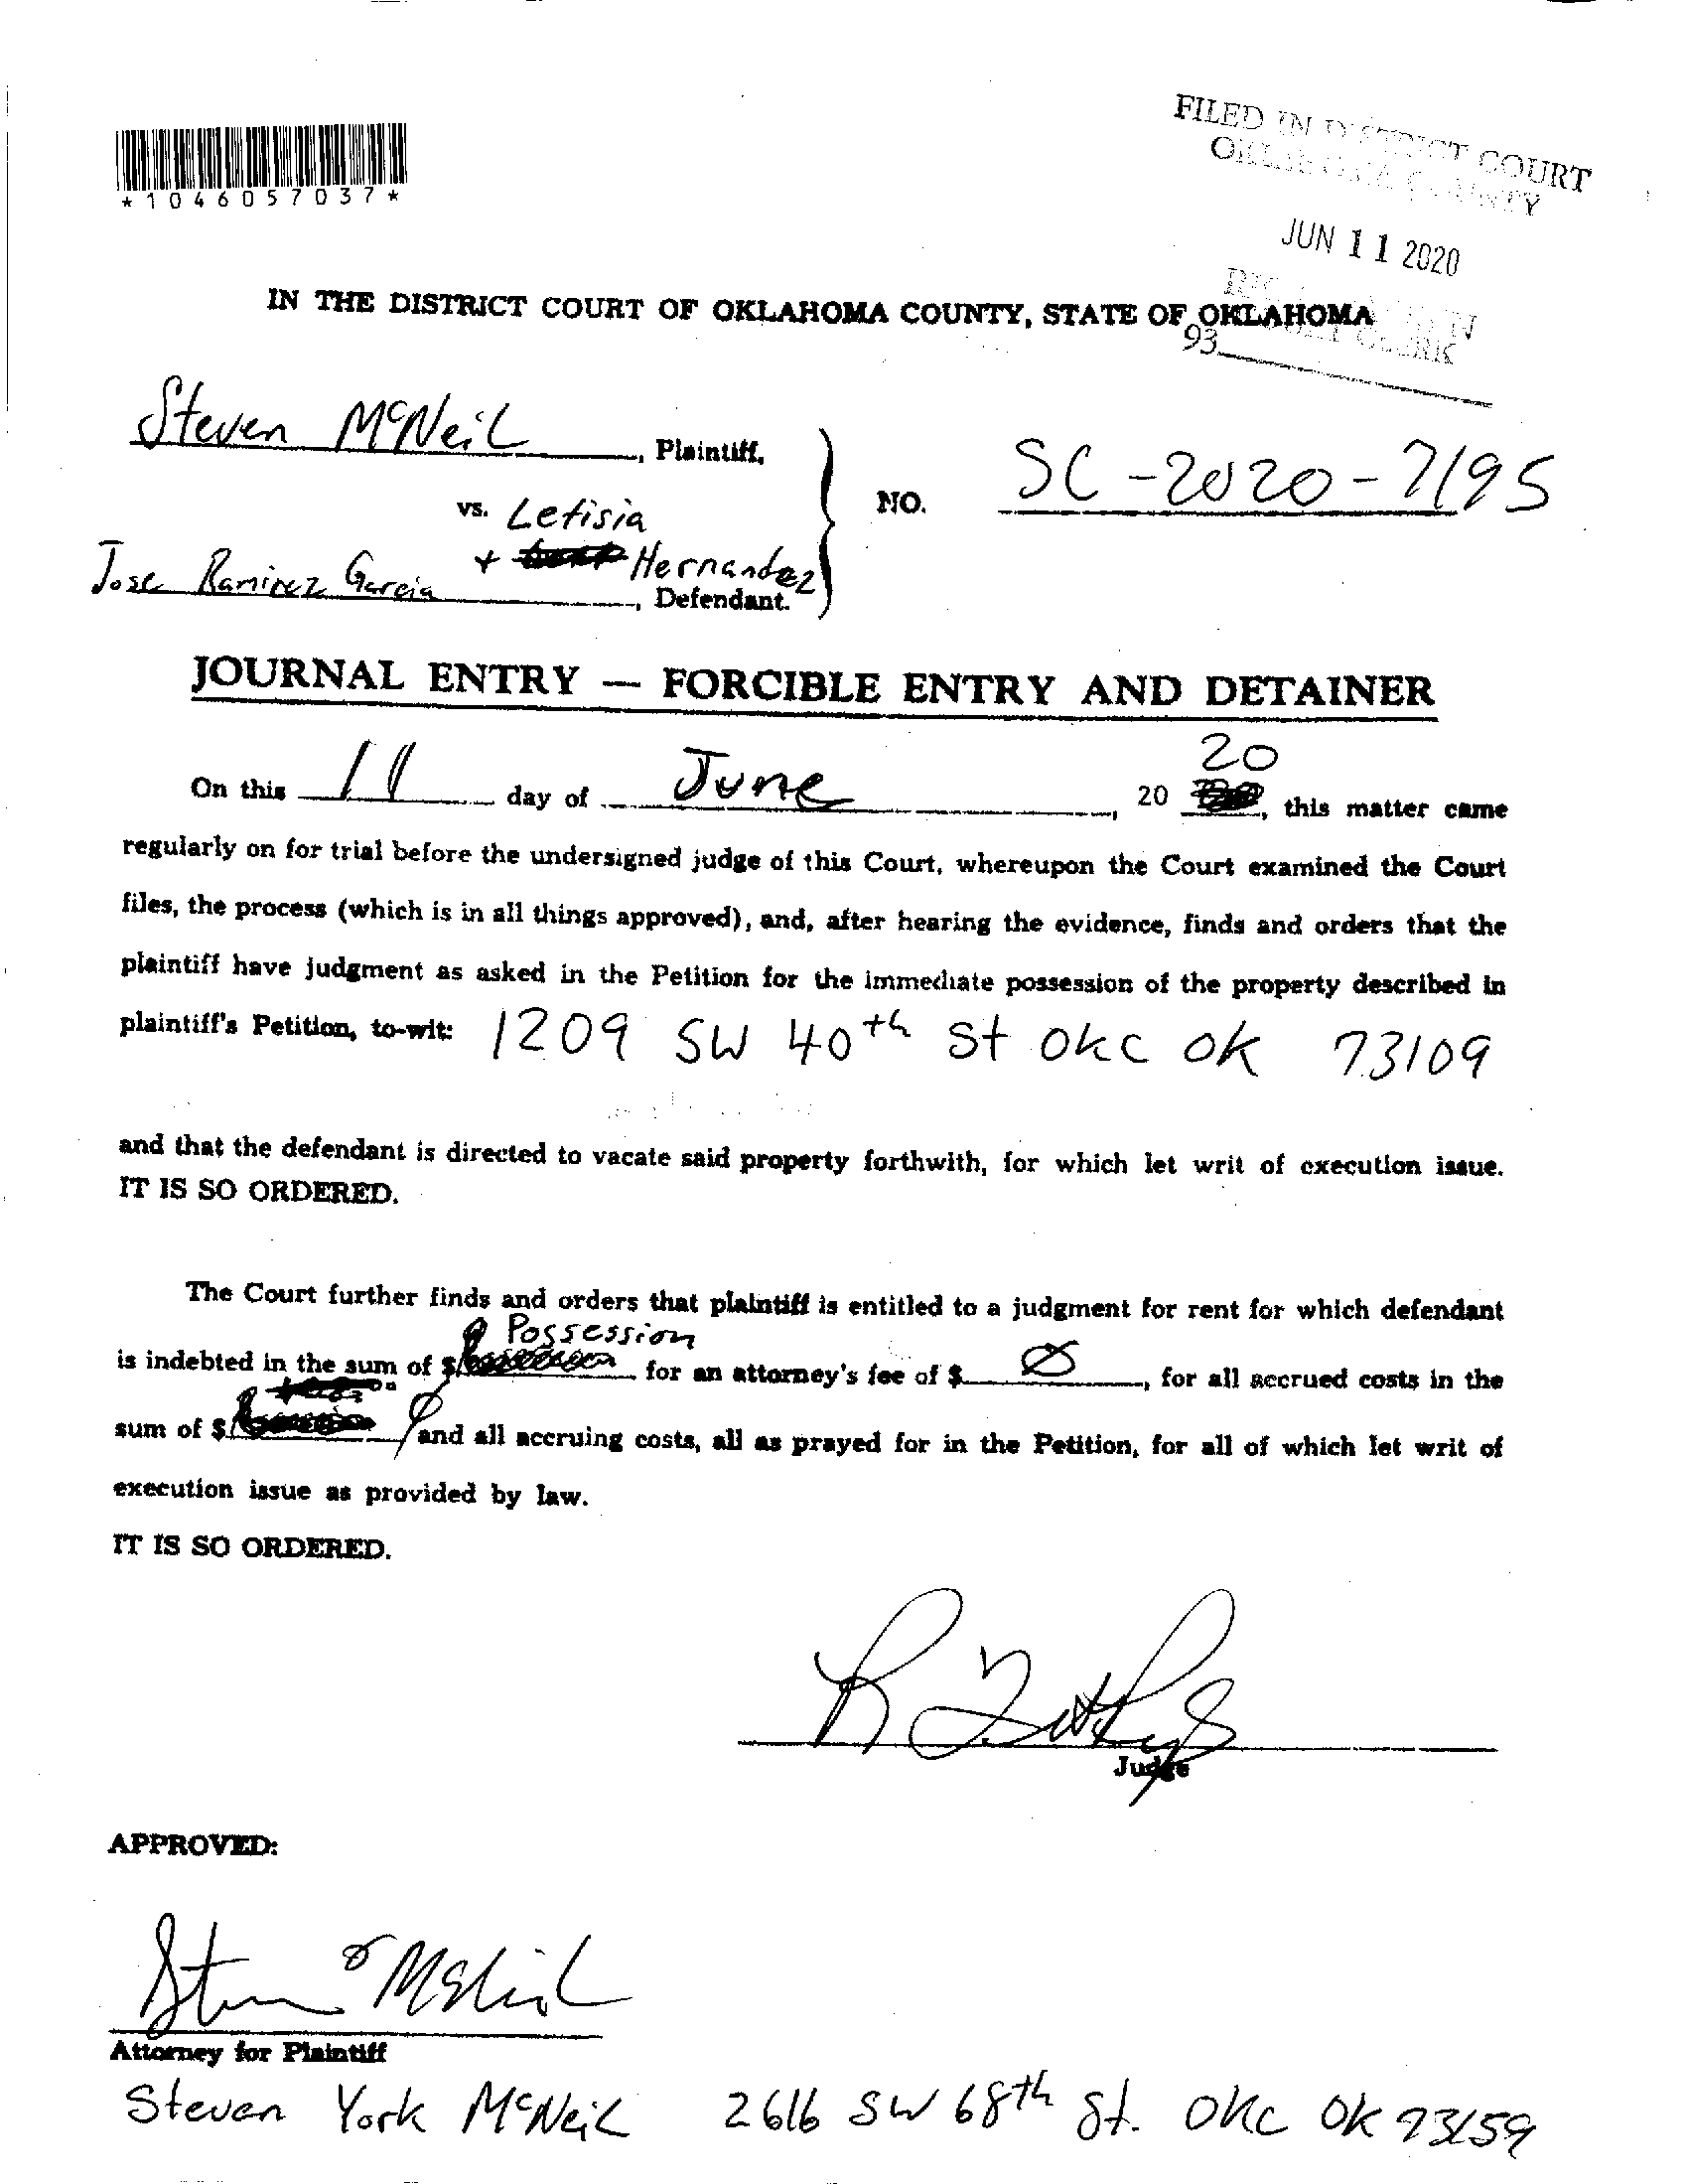 FILED IN DISTRICT COURT
OKLAHOMA COUNTY
JUN 11 2020
*1046057037*
IN THE DISTRICT COURT OF OKLAHOMA COUNTY, STATE OF OKLAHOMA
COURT CLERK
93
Steven McNeil, Plaintiff,
vs. Letisia
NO. SC-2020-7195
Jose Ramirez Garcia + Hernandez, Defendant.
JOURNAL ENTRY — FORCIBLE ENTRY AND DETAINER
On this 11 day of June, 20 20, this matter came
regularly on for trial before the undersigned judge of this Court, whereupon the Court examined the Court
files, the process (which is in all things approved), and, after hearing the evidence, finds and orders that the
plaintiff have judgment as asked in the Petition for the immediate possession of the property described in
plaintiff's Petition, to-wit: 1209 SW 40th St OKC OK 73109
and that the defendant is directed to vacate said property forthwith, for which let writ of execution issue.
IT IS SO ORDERED.
The Court further finds and orders that plaintiff is entitled to a judgment for rent for which defendant
Possession
is indebted in the sum of $ for an attorney's fee of $ Ø, for all accrued costs in the
sum of $ Ø and all accruing costs, all as prayed for in the Petition, for all of which let writ of
execution issue as provided by law.
IT IS SO ORDERED.
Judge
APPROVED:
Attorney for Plaintiff
Steven York McNeil 2616 SW 68th St. OKC OK 73159